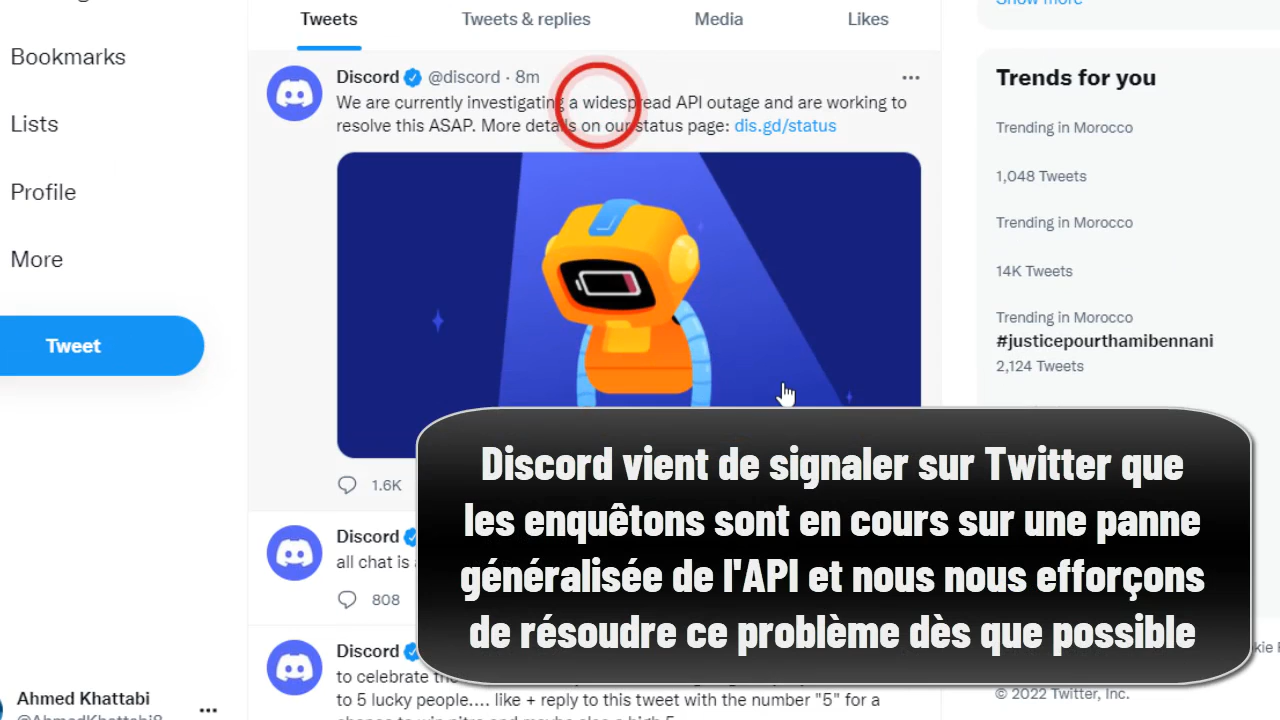 Tweets
Tweets & replies
Media
Likes
Bookmarks
Lists
Profile
More
Tweet
Ahmed Khattabi
Discord @discord · 8m
We are currently investigating a widespread API outage and are working to
resolve this ASAP. More details on our status page: dis.gd/status
1.6K
Discord
all chat is
808
Discord
to celebrate the
to 5 lucky people.... like + reply to this tweet with the number "5" for a
Discord vient de signaler sur Twitter que
les enquêtons sont en cours sur une panne
généralisée de l'API et nous nous efforçons
de résoudre ce problème dès que possible
Show more
Trends for you
Trending in Morocco
1,048 Tweets
Trending in Morocco
14K Tweets
Trending in Morocco
#justicepourthamibennani
2,124 Tweets
© 2022 Twitter, Inc.